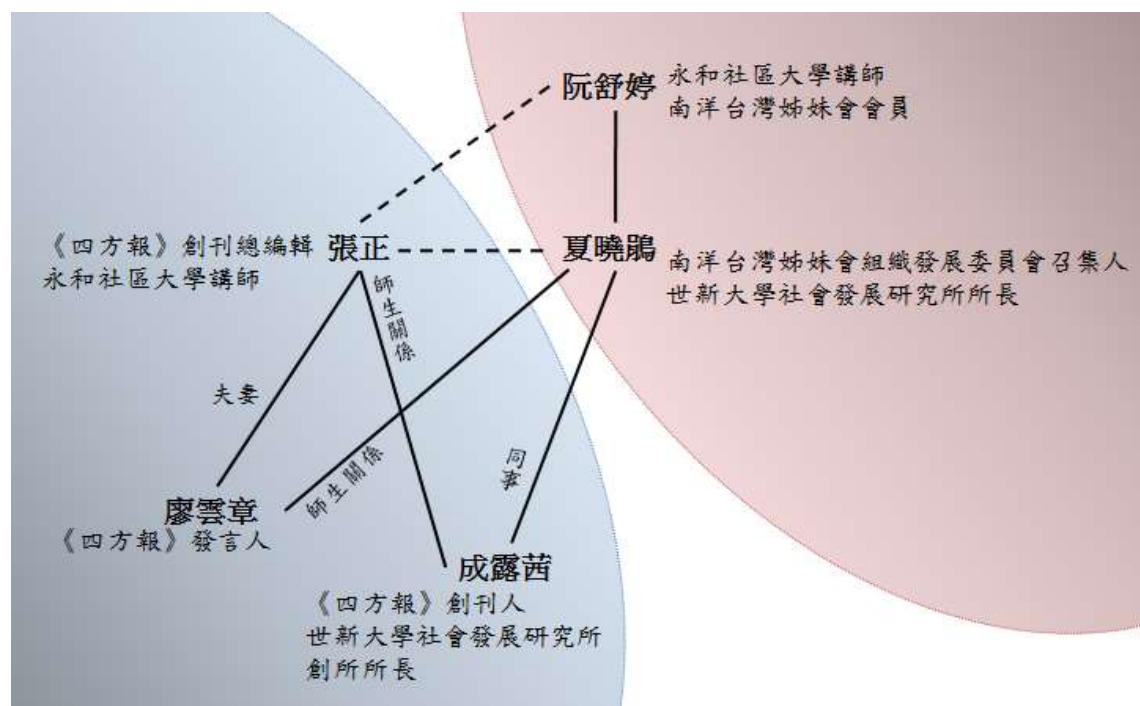 阮舒婷
永和社區大學講師
南洋台灣姊妹會會員
《四方報》創刊總編輯
永和社區大學講師
張正
夏曉鵑
南洋台灣姊妹會組織發展委員會召集人
世新大學社會發展研究所所長
師生關係
夫妻
師生關係
同事
廖雲章
《四方報》發言人
成露茜
《四方報》創刊人
世新大學社會發展研究所
創所所長